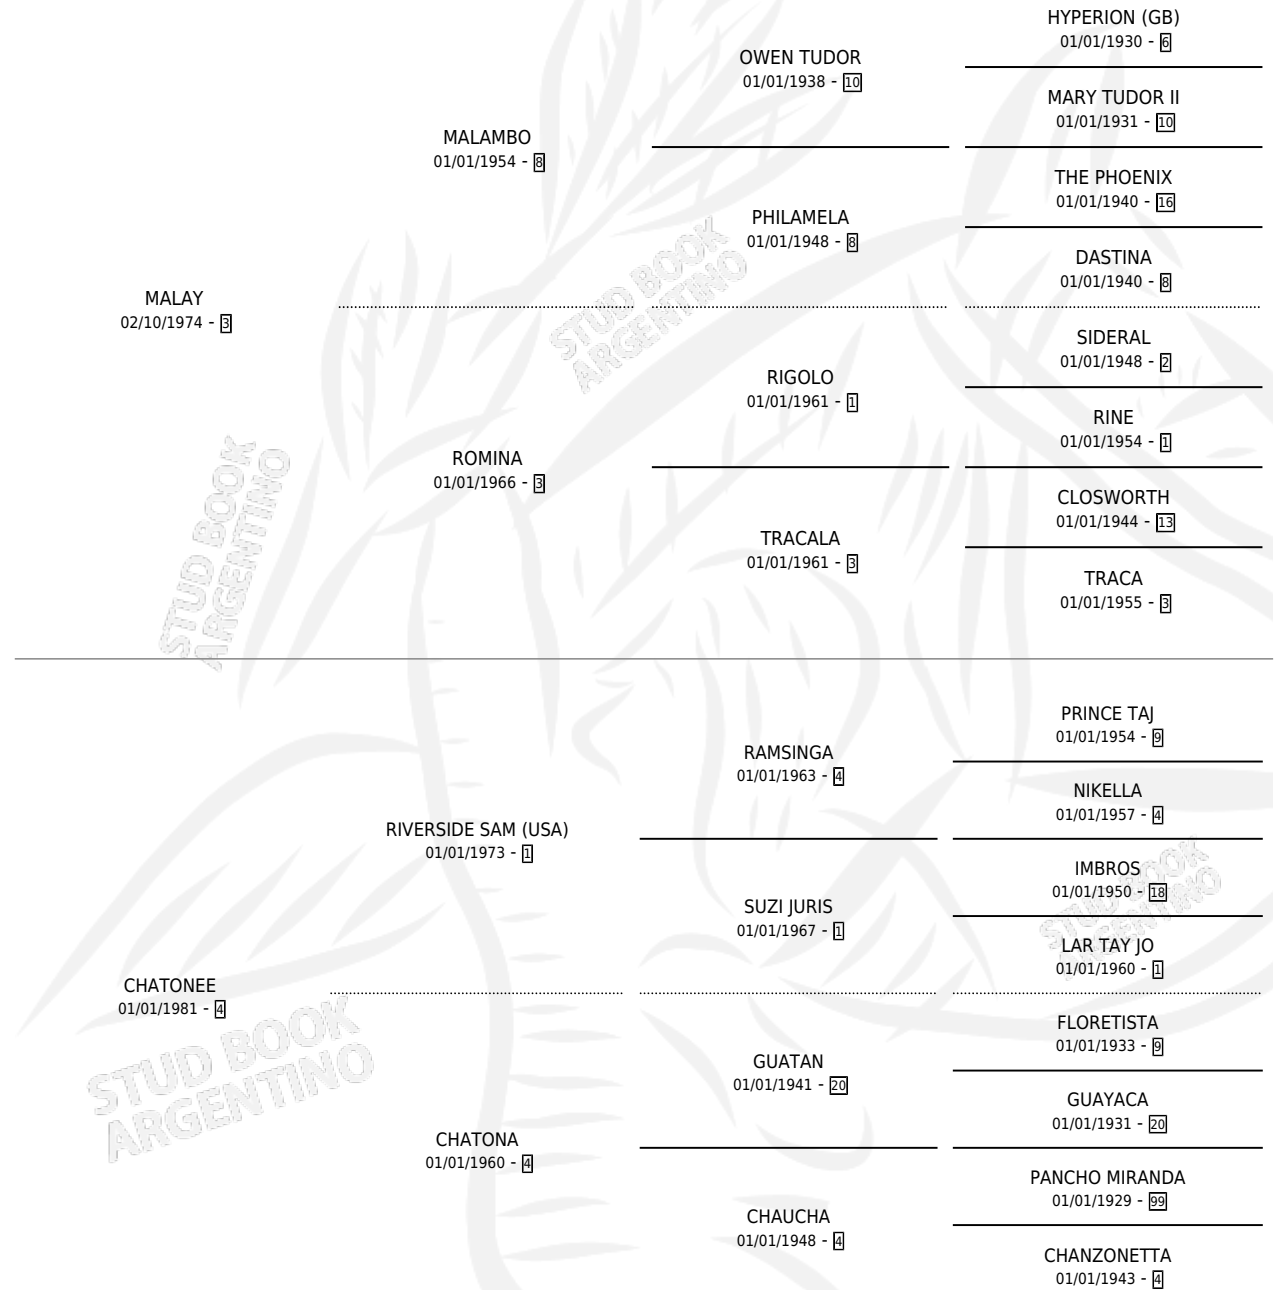 HYPERION (GB)
01/01/1930 - 6
OWEN TUDOR
01/01/1938 - 10
MARY TUDOR II
01/01/1931 - 10
MALAMBO
01/01/1954 - 8
THE PHOENIX
01/01/1940 - 16
PHILAMELA
01/01/1948 - 8
DASTINA
01/01/1940 - 8
MALAY
02/10/1974 - 3
SIDERAL
01/01/1948 - 2
RIGOLO
01/01/1961 - 1
RINE
01/01/1954 - 1
ROMINA
01/01/1966 - 3
CLOSWORTH
01/01/1944 - 13
TRACALA
01/01/1961 - 3
TRACA
01/01/1955 - 3
PRINCE TAJ
01/01/1954 - 9
RAMSINGA
01/01/1963 - 4
NIKELLA
01/01/1957 - 4
RIVERSIDE SAM (USA)
01/01/1973 - 1
IMBROS
01/01/1950 - 18
SUZI JURIS
01/01/1967 - 1
LAR TAY JO
01/01/1960 - 1
CHATONEE
01/01/1981 - 4
FLORETISTA
01/01/1933 - 9
GUATAN
01/01/1941 - 20
GUAYACA
01/01/1931 - 20
CHATONA
01/01/1960 - 4
PANCHO MIRANDA
01/01/1929 - 99
CHAUCHA
01/01/1948 - 4
CHANZONETTA
01/01/1943 - 4
STUD BOOK
ARGENTINO
STUD BOOK
ARGENTINO
STUD BOOK
ARGENTINO
STUD BOOK
ARGENTINO